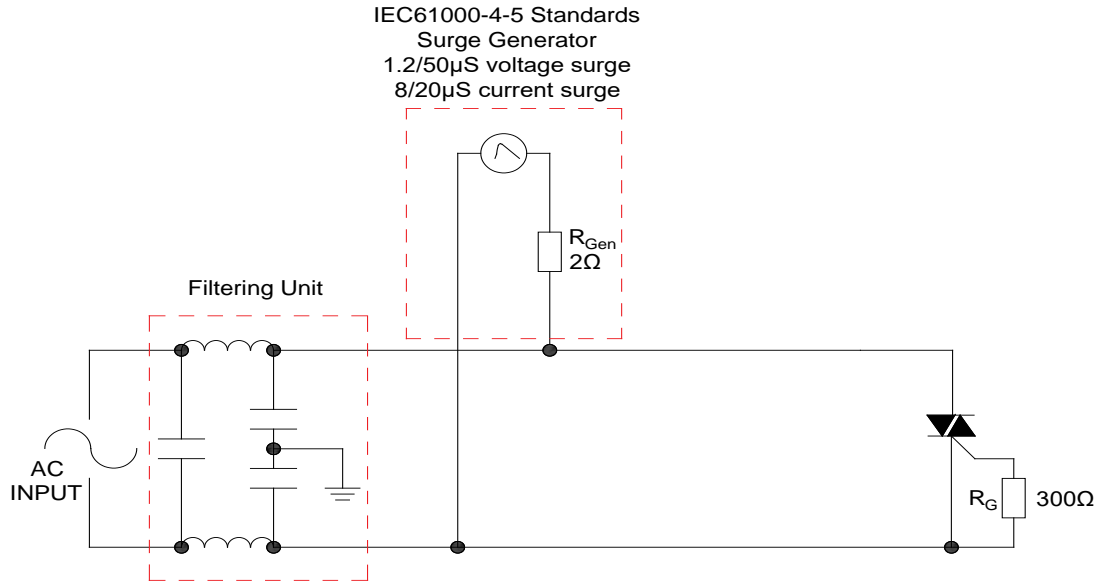 IEC61000-4-5 Standards
Surge Generator
1.2/50µS voltage surge
8/20µS current surge
RGen
2Ω
Filtering Unit
AC
INPUT
RG
300Ω